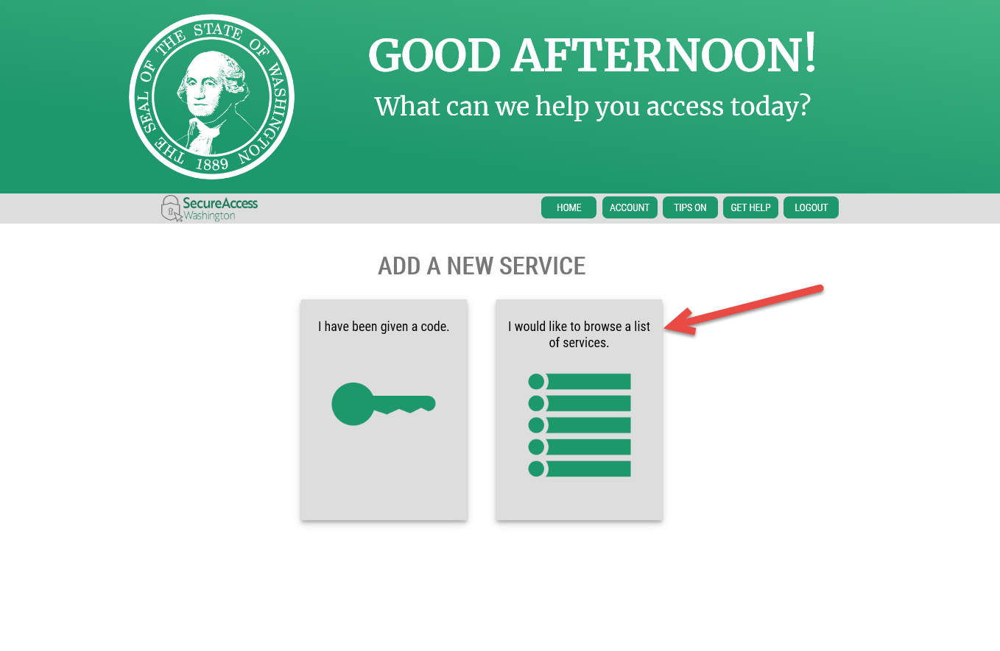 THE SEAL OF THE STATE OF WASHINGTON
1889
GOOD AFTERNOON!
What can we help you access today?
SecureAccess
Washington
HOME
ACCOUNT
TIPS ON
GET HELP
LOGOUT
ADD A NEW SERVICE
I have been given a code.
I would like to browse a list
of services.